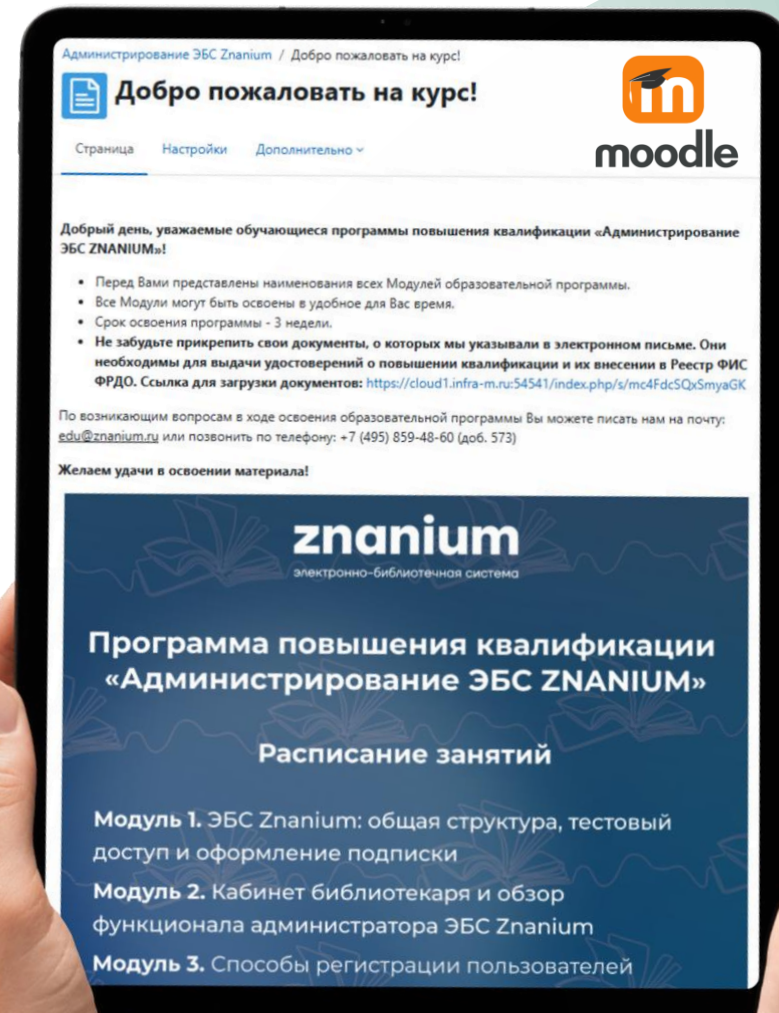 Администрирование ЭБС Znanium / Добро пожаловать на курс!
Добро пожаловать на курс!
moodle
Страница Настройки Дополнительно
Добрый день, уважаемые обучающиеся программы повышения квалификации «Администрирование
ЭБС ZNANIUM»!
• Перед Вами представлены наименования всех Модулей образовательной программы.
• Все Модули могут быть освоены в удобное для Вас время.
• Срок освоения программы - 3 недели.
• Не забудьте прикрепить свои документы, о которых мы указывали в электронном письме. Они
необходимы для выдачи удостоверений о повышении квалификации и их внесении в Реестр ФИС
ФРДО. Ссылка для загрузки документов: https://cloud1.infra-m.ru:54541/index.php/s/mc4FdcSQxSmyaGK
По возникающим вопросам в ходе освоения образовательной программы Вы можете писать нам на почту:
edu@znanium.ru или позвонить по телефону: +7 (495) 859-48-60 (доб. 573)
Желаем удачи в освоении материала!
znanium
электронно-библиотечная система
Программа повышения квалификации
«Администрирование ЭБС ZNANIUM»
Расписание занятий
Модуль 1. ЭБС Znanium: общая структура, тестовый
доступ и оформление подписки
Модуль 2. Кабинет библиотекаря и обзор
функционала администратора ЭБС Znanium
Модуль 3. Способы регистрации пользователей